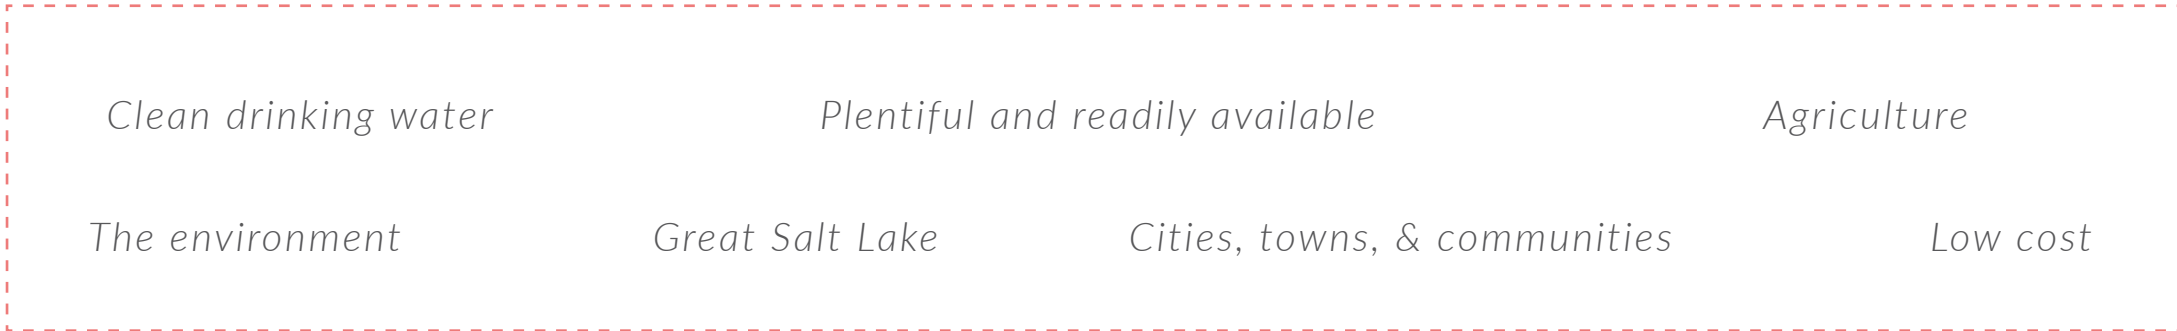 Clean drinking water Plentiful and readily available Agriculture
The environment Great Salt Lake Cities, towns, & communities Low cost